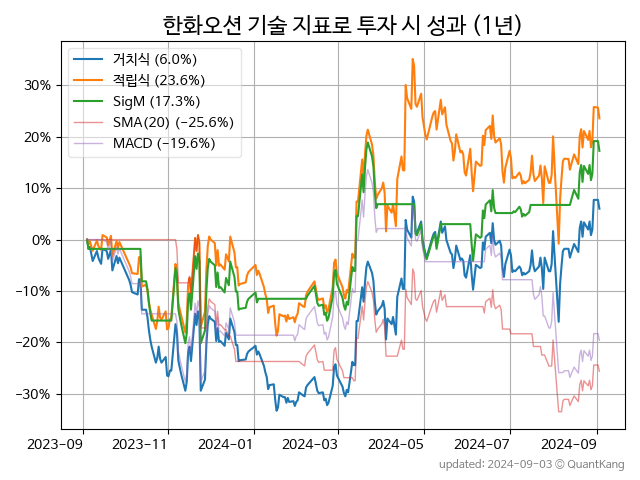 한화오션 기술 지표로 투자 시 성과 (1년)
거치식 (6.0%)
적립식 (23.6%)
SigM (17.3%)
SMA(20) (−25.6%)
MACD (−19.6%)
30%
20%
10%
0%
−10%
−20%
−30%
2023-09 2023-11 2024-01 2024-03 2024-05 2024-07 2024-09
updated: 2024-09-03 © QuantKang